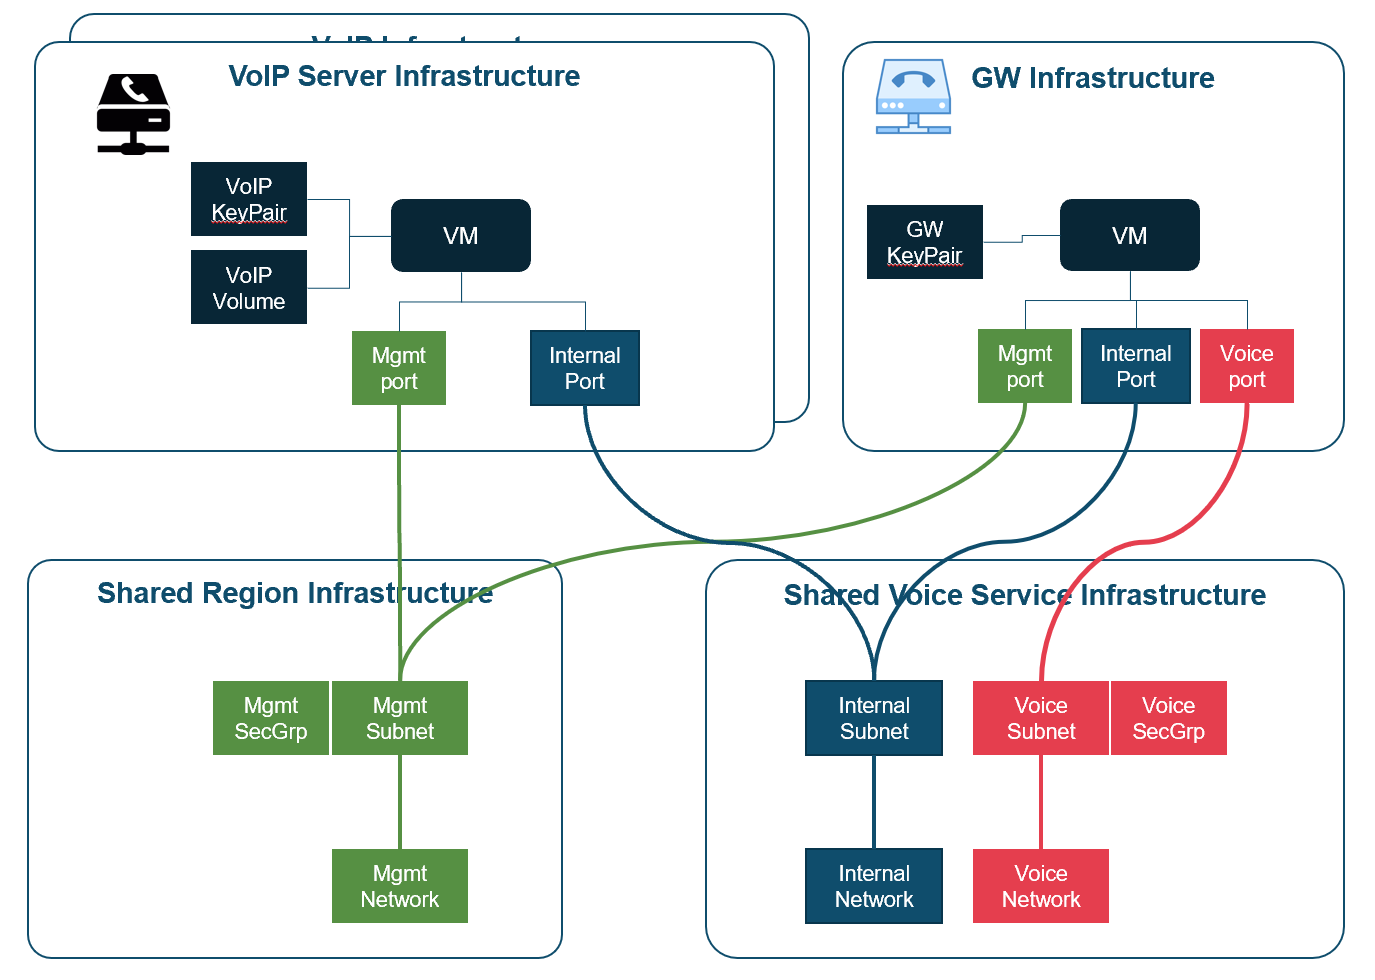 VoIP Server Infrastructure
VoIP
KeyPair
VoIP
Volume
VM
Mgmt
port
Internal
Port
GW Infrastructure
GW
KeyPair
VM
Mgmt
port
Internal
Port
Voice
port
Shared Region Infrastructure
Mgmt
SecGrp
Mgmt
Subnet
Mgmt
Network
Shared Voice Service Infrastructure
Internal
Subnet
Voice
Subnet
Voice
SecGrp
Internal
Network
Voice
Network